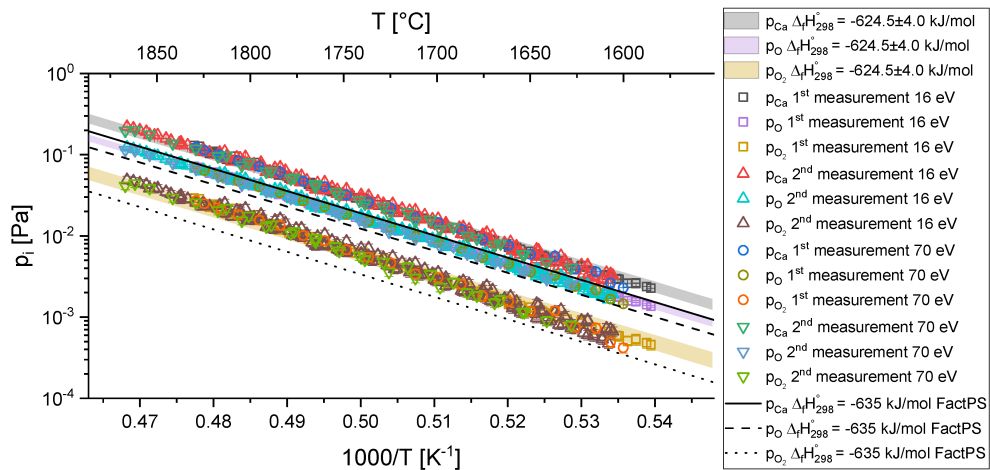 T [°C]
1850 1800 1750 1700 1650 1600
10⁰
10⁻¹
10⁻²
10⁻³
10⁻⁴
pᵢ [Pa]
0.47 0.48 0.49 0.50 0.51 0.52 0.53 0.54
1000/T [K⁻¹]
p_Ca Δ_fH°_298 = -624.5±4.0 kJ/mol
p_O Δ_fH°_298 = -624.5±4.0 kJ/mol
p_O₂ Δ_fH°_298 = -624.5±4.0 kJ/mol
p_Ca 1st measurement 16 eV
p_O 1st measurement 16 eV
p_O₂ 1st measurement 16 eV
p_Ca 2nd measurement 16 eV
p_O 2nd measurement 16 eV
p_O₂ 2nd measurement 16 eV
p_Ca 1st measurement 70 eV
p_O 1st measurement 70 eV
p_O₂ 1st measurement 70 eV
p_Ca 2nd measurement 70 eV
p_O 2nd measurement 70 eV
p_O₂ 2nd measurement 70 eV
p_Ca Δ_fH°_298 = -635 kJ/mol FactPS
p_O Δ_fH°_298 = -635 kJ/mol FactPS
p_O₂ Δ_fH°_298 = -635 kJ/mol FactPS